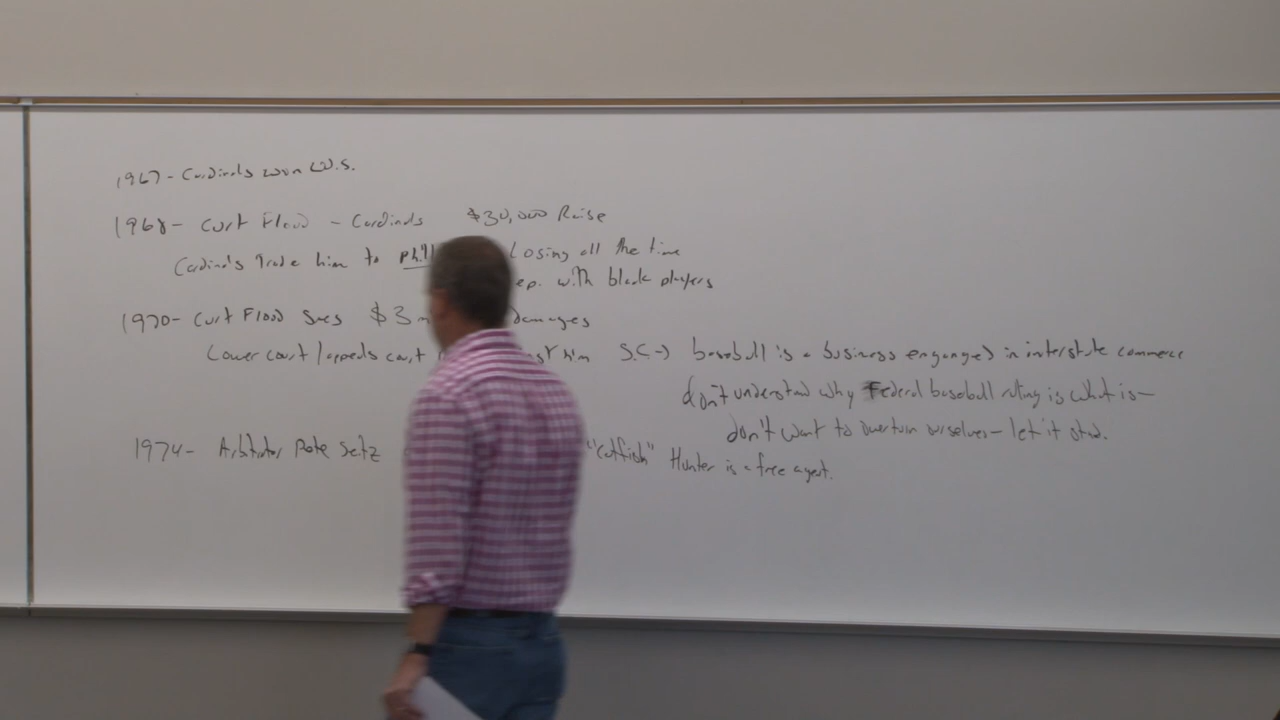 1967- Cardinals won W.S.
1968- Curt Flood - Cardinals $30,000 Raise
Cardinals Trade him to Losing all the time
with black players
1970- Curt Flood Sues $3 Damages
Lower court/appeals court him S.C.→ baseball is a business engaged in interstate commerce
don't understand why Federal baseball ruling is what is-
don't want to overturn ourselves- let it stand.
1974- Arbitrator Pete Seitz "Catfish" Hunter is a free agent.